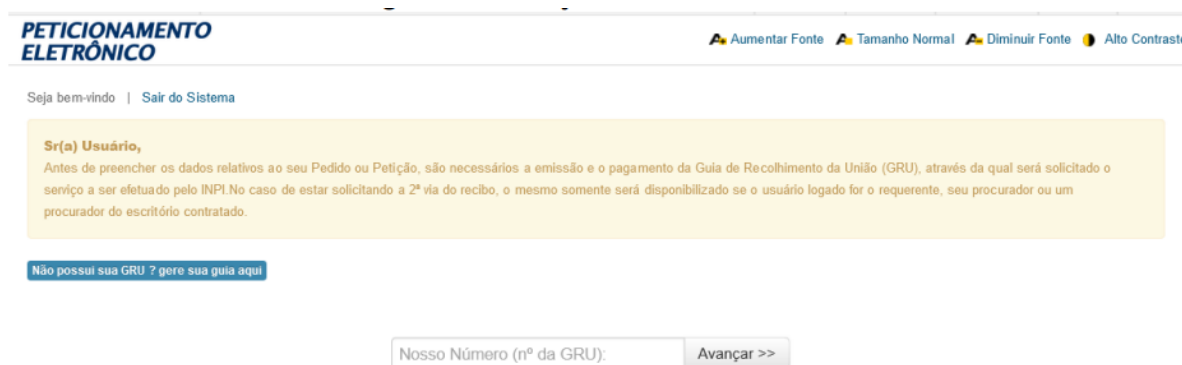 PETICIONAMENTO
ELETRÔNICO
Aumentar Fonte Tamanho Normal Diminuir Fonte Alto Contraste
Seja bem-vindo | Sair do Sistema
Sr(a) Usuário,
Antes de preencher os dados relativos ao seu Pedido ou Petição, são necessários a emissão e o pagamento da Guia de Recolhimento da União (GRU), através da qual será solicitado o
serviço a ser efetuado pelo INPI.No caso de estar solicitando a 2ª via do recibo, o mesmo somente será disponibilizado se o usuário logado for o requerente, seu procurador ou um
procurador do escritório contratado.
Não possui sua GRU ? gere sua guia aqui
Nosso Número (nº da GRU): Avançar >>